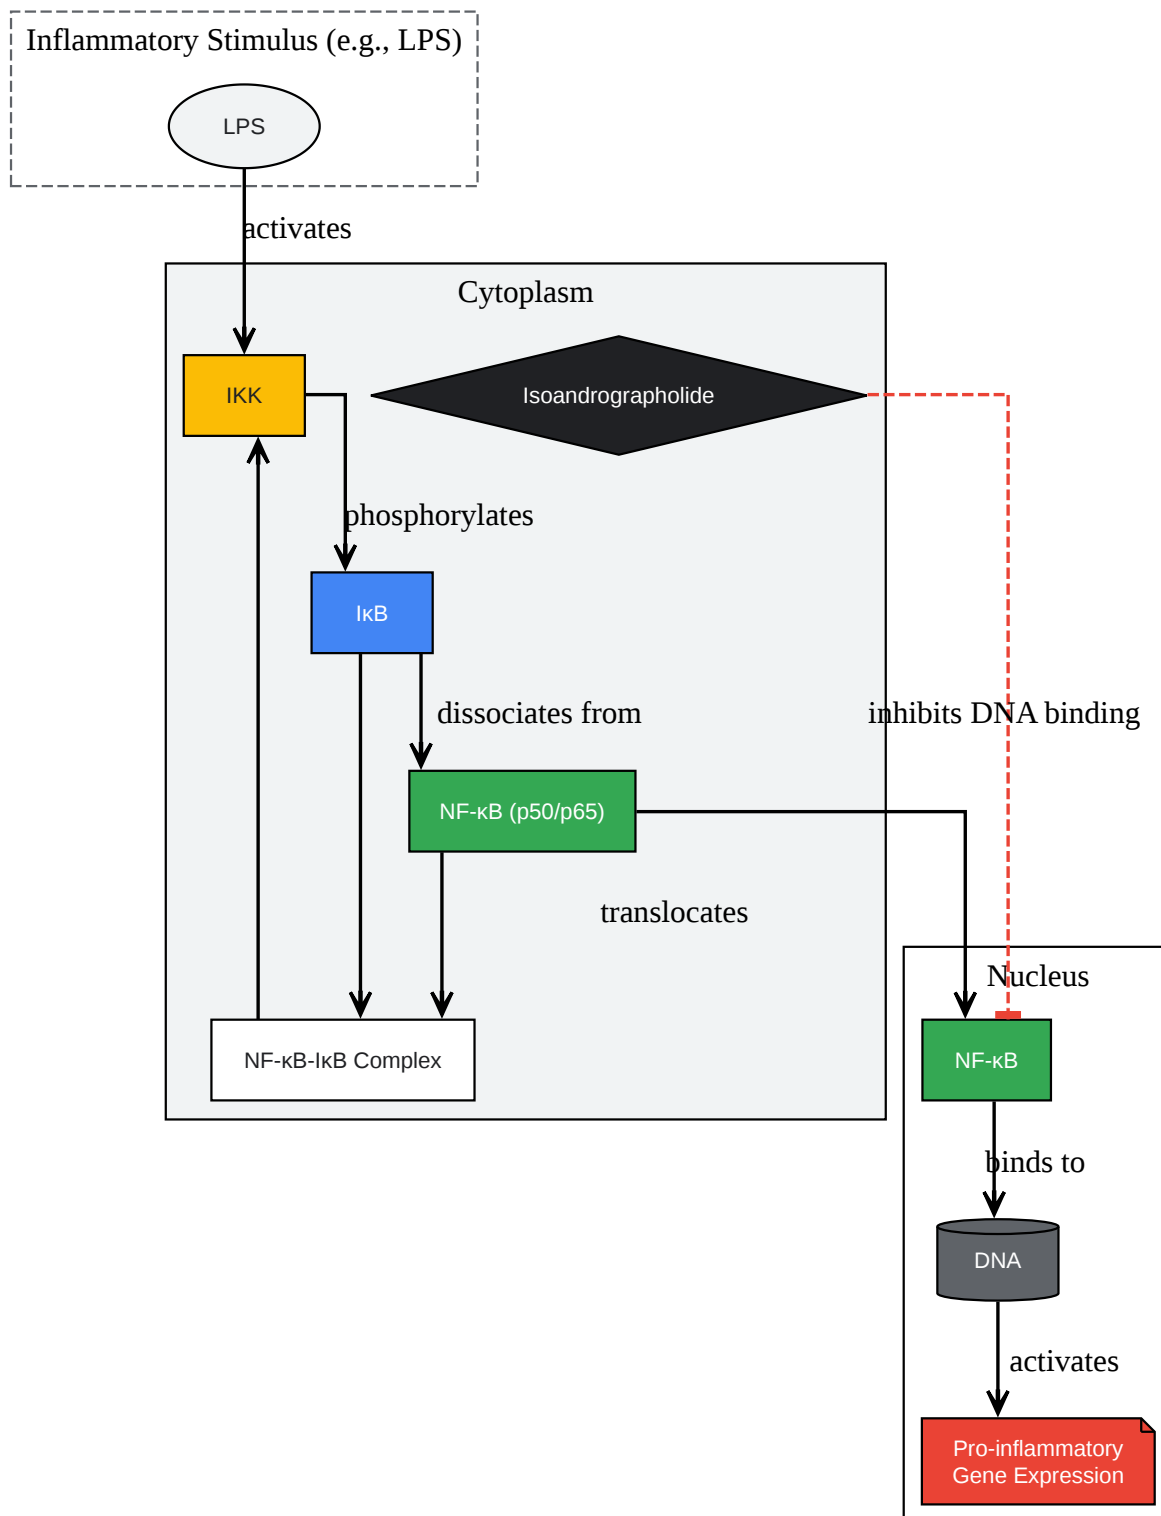 Inflammatory Stimulus (e.g., LPS)
LPS
activates
Cytoplasm
IKK
Isoandrographolide
phosphorylates
IκB
dissociates from
inhibits DNA binding
NF-κB (p50/p65)
translocates
Nucleus
NF-κB-IκB Complex
NF-κB
binds to
DNA
activates
Pro-inflammatory
Gene Expression